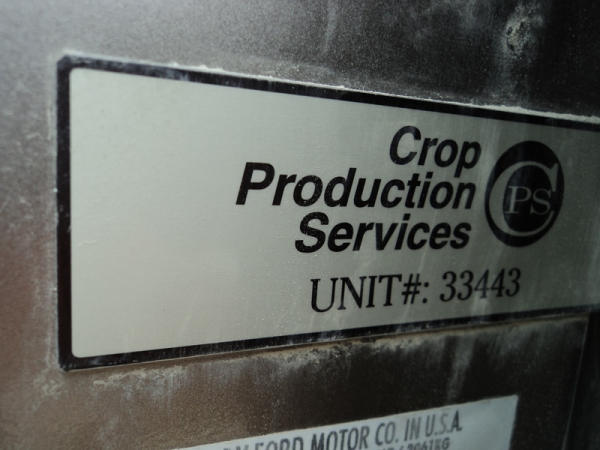 Crop
Production
Services
CPS
UNIT#: 33443
FORD MOTOR CO. IN U.S.A.